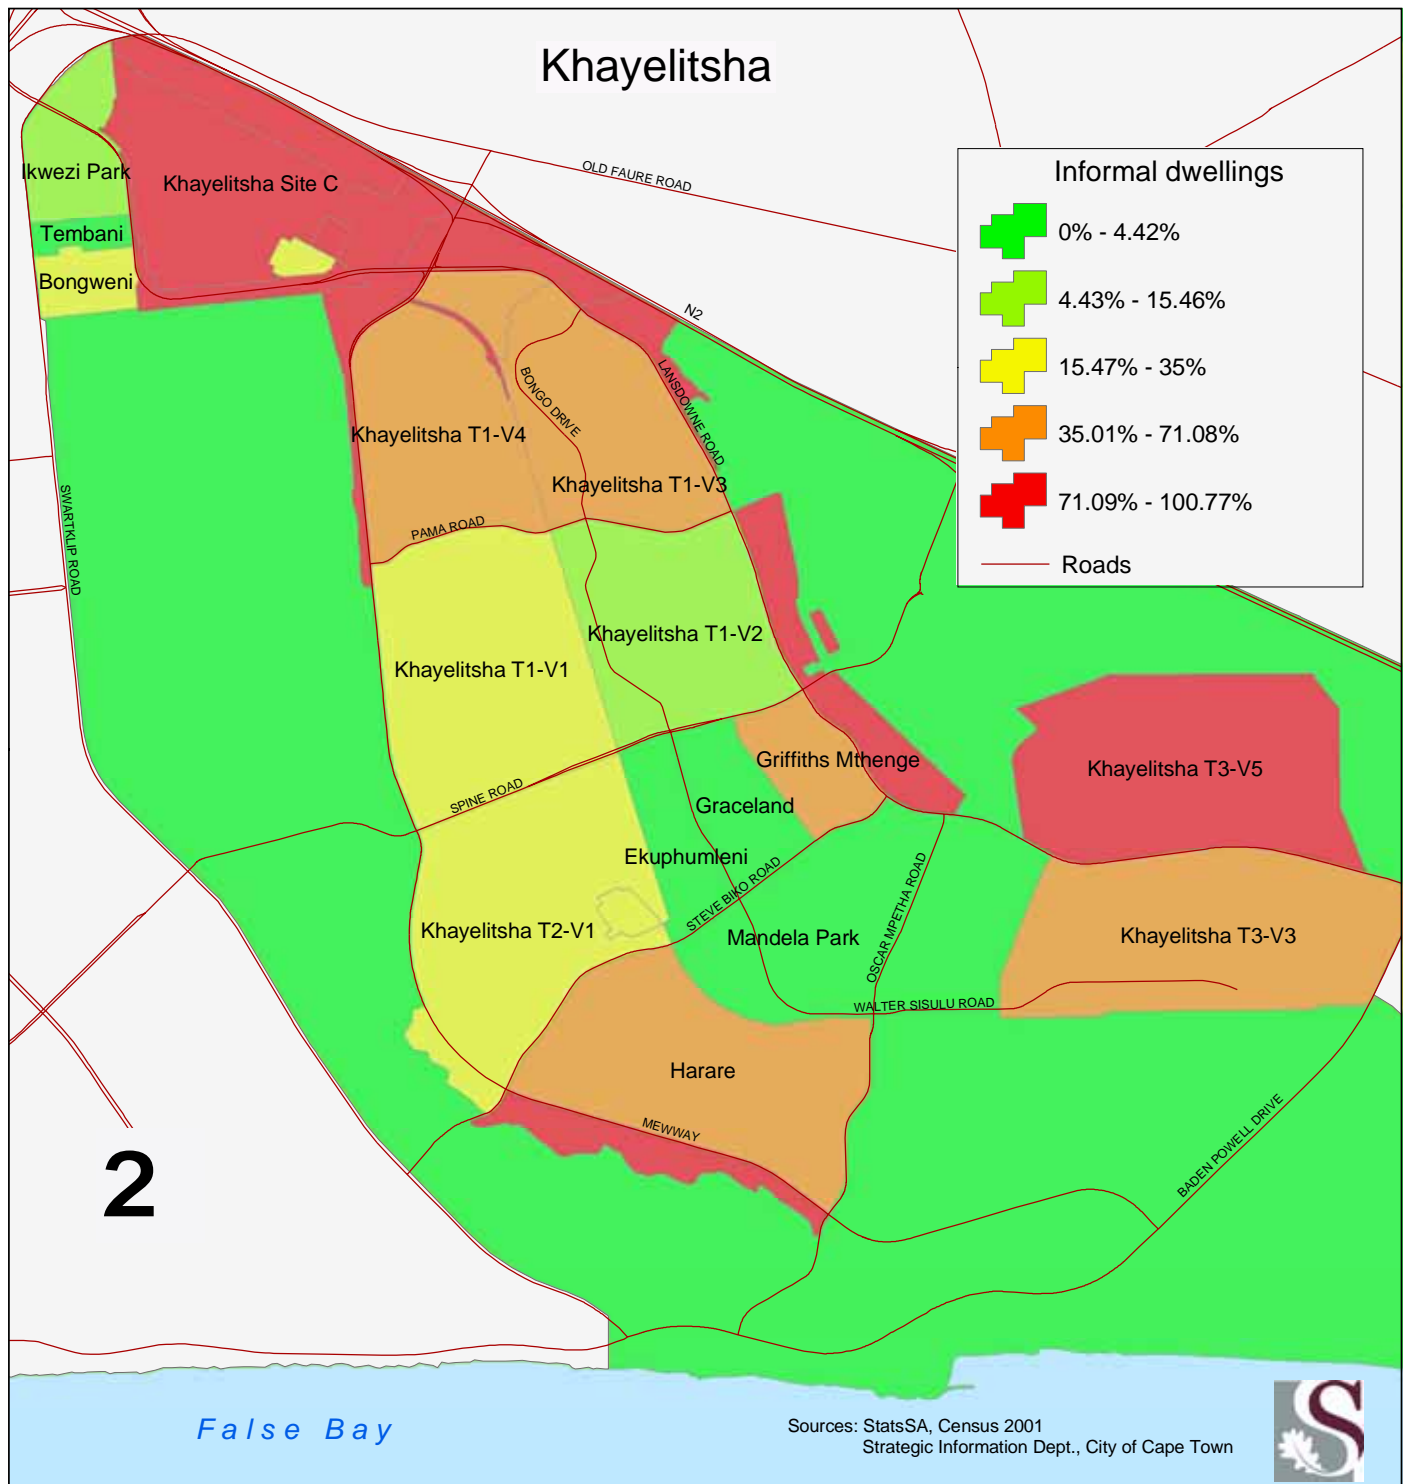 Khayelitsha
OLD FAURE ROAD
Informal dwellings
0% - 4.42%
4.43% - 15.46%
15.47% - 35%
35.01% - 71.08%
71.09% - 100.77%
Roads
Ikwezi Park
Khayelitsha Site C
Tembani
Bongweni
N2
LANSDOWNE ROAD
BONGO DRIVE
Khayelitsha T1-V4
Khayelitsha T1-V3
PAMA ROAD
SWARTKLIP ROAD
Khayelitsha T1-V2
Khayelitsha T1-V1
Griffiths Mthenge
Khayelitsha T3-V5
SPINE ROAD
Graceland
Ekuphumleni
STEVE BIKO ROAD
OSCAR MPETHA ROAD
Khayelitsha T2-V1
Mandela Park
Khayelitsha T3-V3
WALTER SISULU ROAD
Harare
MEWWAY
BADEN POWELL DRIVE
2
False Bay
Sources: StatsSA, Census 2001
Strategic Information Dept., City of Cape Town
S